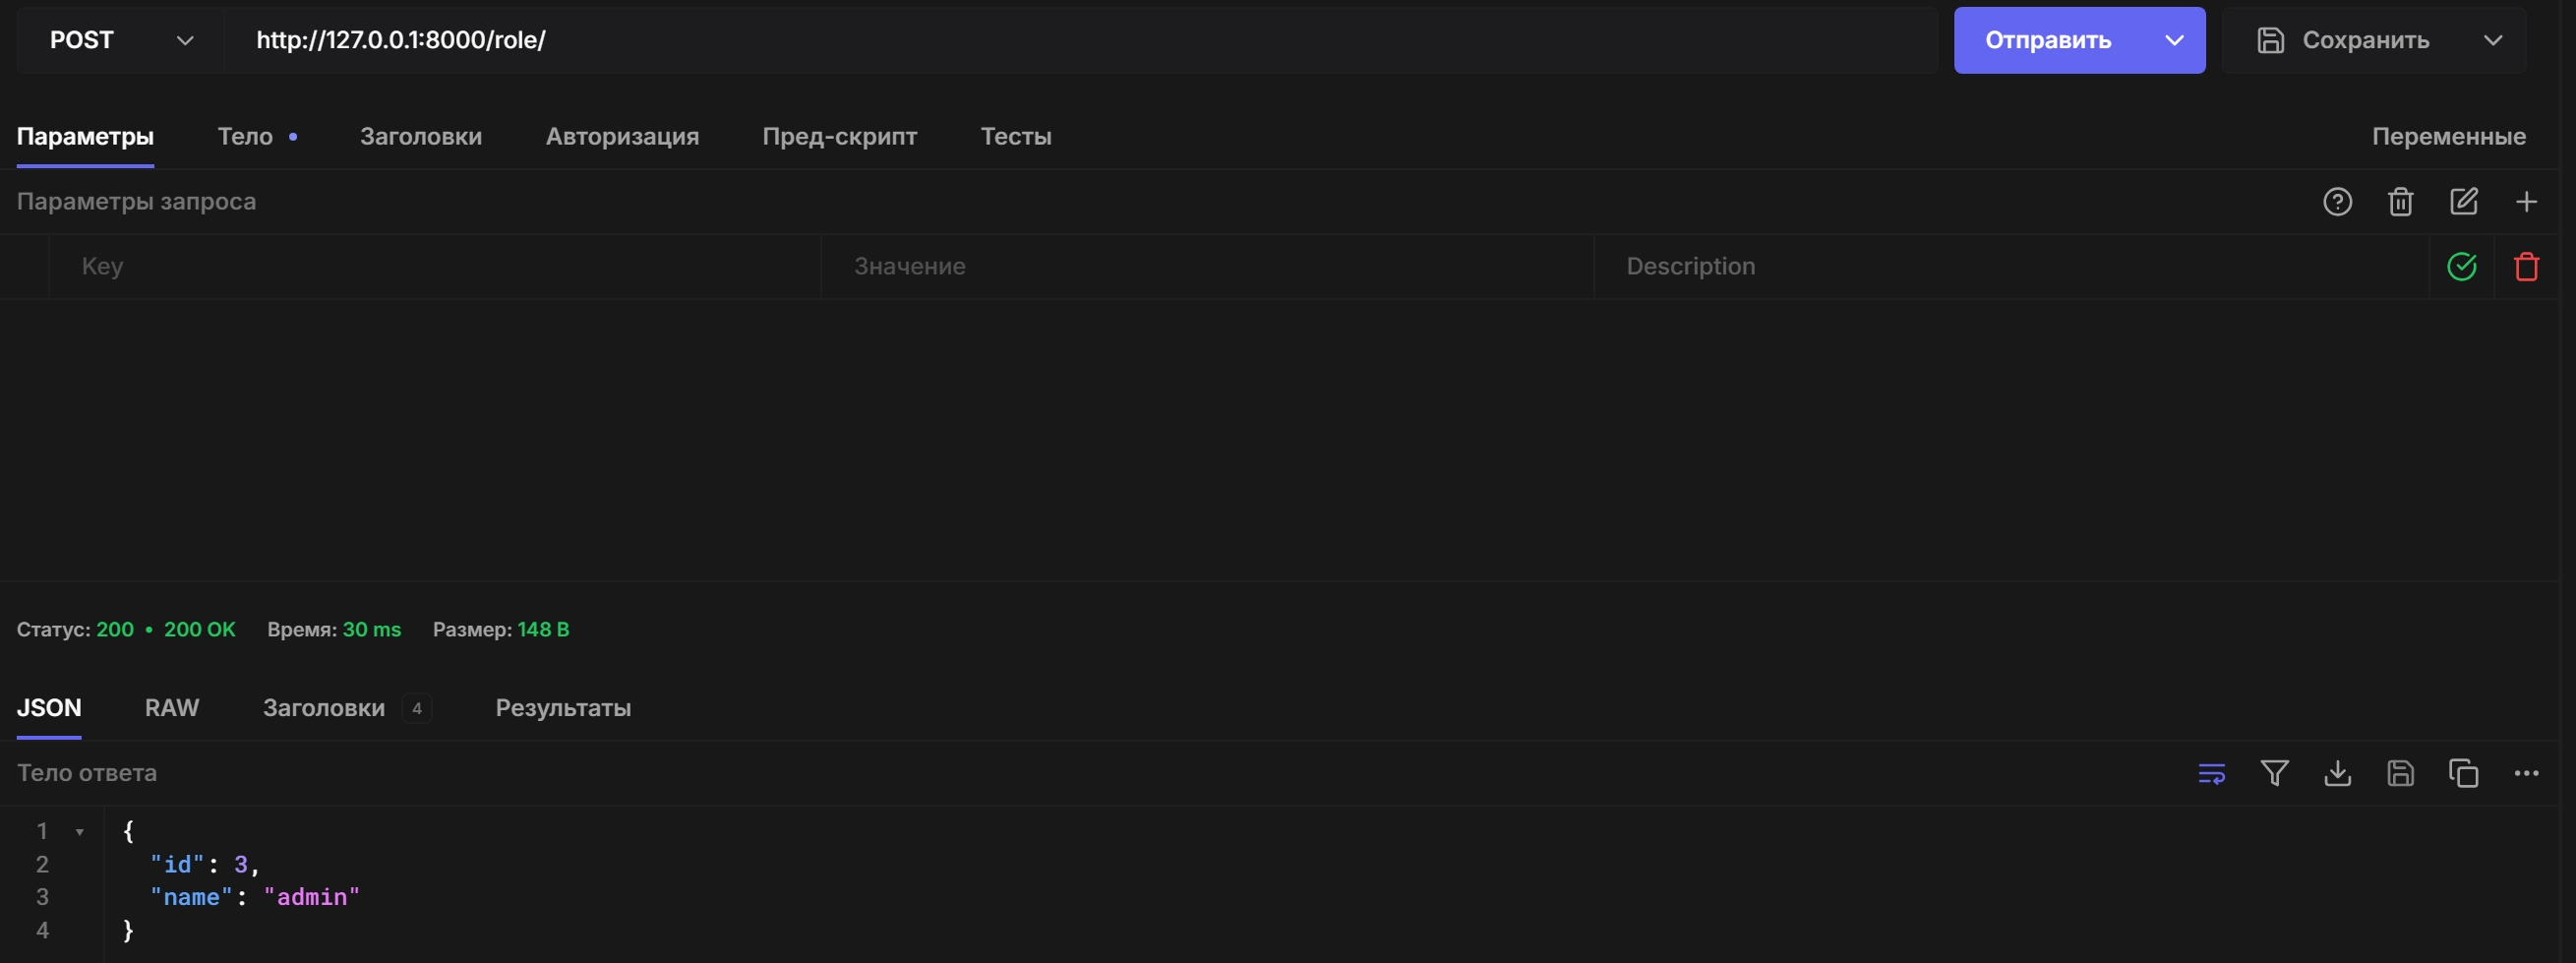 POST http://127.0.0.1:8000/role/ Отправить Сохранить
Параметры Тело Заголовки Авторизация Пред-скрипт Тесты Переменные
Параметры запроса
Key Значение Description
Статус: 200 • 200 OK Время: 30 ms Размер: 148 B
JSON RAW Заголовки 4 Результаты
Тело ответа
1 {
2 "id": 3,
3 "name": "admin"
4 }